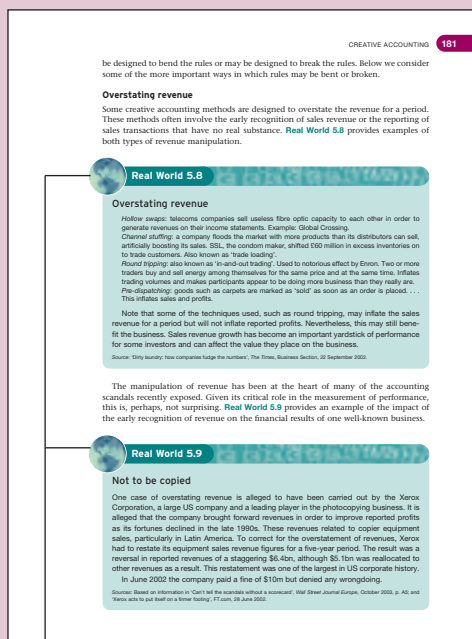 CREATIVE ACCOUNTING 181
be designed to bend the rules or may be designed to break the rules. Below we consider
some of the more important ways in which rules may be bent or broken.
Overstating revenue
Some creative accounting methods are designed to overstate the revenue for a period.
These methods often involve the early recognition of sales revenue or the reporting of
sales transactions that have no real substance. Real World 5.8 provides examples of
both types of revenue manipulation.
Real World 5.8
Overstating revenue
Hollow swaps: telecoms companies sell useless fibre optic capacity to each other in order to
generate revenues on their income statements. Example: Global Crossing.
Channel stuffing: a company floods the market with more products than its distributors can sell,
artificially boosting its sales. SSL, the condom maker, shifted £60 million in excess inventories on
to trade customers. Also known as ‘trade loading’.
Round tripping: also known as ‘in-and-out trading’. Used to notorious effect by Enron. Two or more
traders buy and sell energy among themselves for the same price and at the same time. Inflates
trading volumes and makes participants appear to be doing more business than they really are.
Pre-dispatching: goods such as carpets are marked as ‘sold’ as soon as an order is placed. . . .
This inflates sales and profits.
Note that some of the techniques used, such as round tripping, may inflate the sales
revenue for a period but will not inflate reported profits. Nevertheless, this may still bene-
fit the business. Sales revenue growth has become an important yardstick of performance
for some investors and can affect the value they place on the business.
Source: ‘Dirty laundry: how companies fudge the numbers’, The Times, Business Section, 22 September 2002.
The manipulation of revenue has been at the heart of many of the accounting
scandals recently exposed. Given its critical role in the measurement of performance,
this is, perhaps, not surprising. Real World 5.9 provides an example of the impact of
the early recognition of revenue on the financial results of one well-known business.
Real World 5.9
Not to be copied
One case of overstating revenue is alleged to have been carried out by the Xerox
Corporation, a large US company and a leading player in the photocopying business. It is
alleged that the company brought forward revenues in order to improve reported profits
as its fortunes declined in the late 1990s. These revenues related to copier equipment
sales, particularly in Latin America. To correct for the overstatement of revenues, Xerox
had to restate its equipment sales revenue figures for a five-year period. The result was a
reversal in reported revenues of a staggering $6.4bn, although $5.1bn was reallocated to
other revenues as a result. This restatement was one of the largest in US corporate history.
In June 2002 the company paid a fine of $10m but denied any wrongdoing.
Sources: Based on information in ‘Can’t tell the scandals without a scorecard’, Wall Street Journal Europe, October 2003, p. A5; and
‘Xerox acts to put itself on a firmer footing’, FT.com, 28 June 2002.